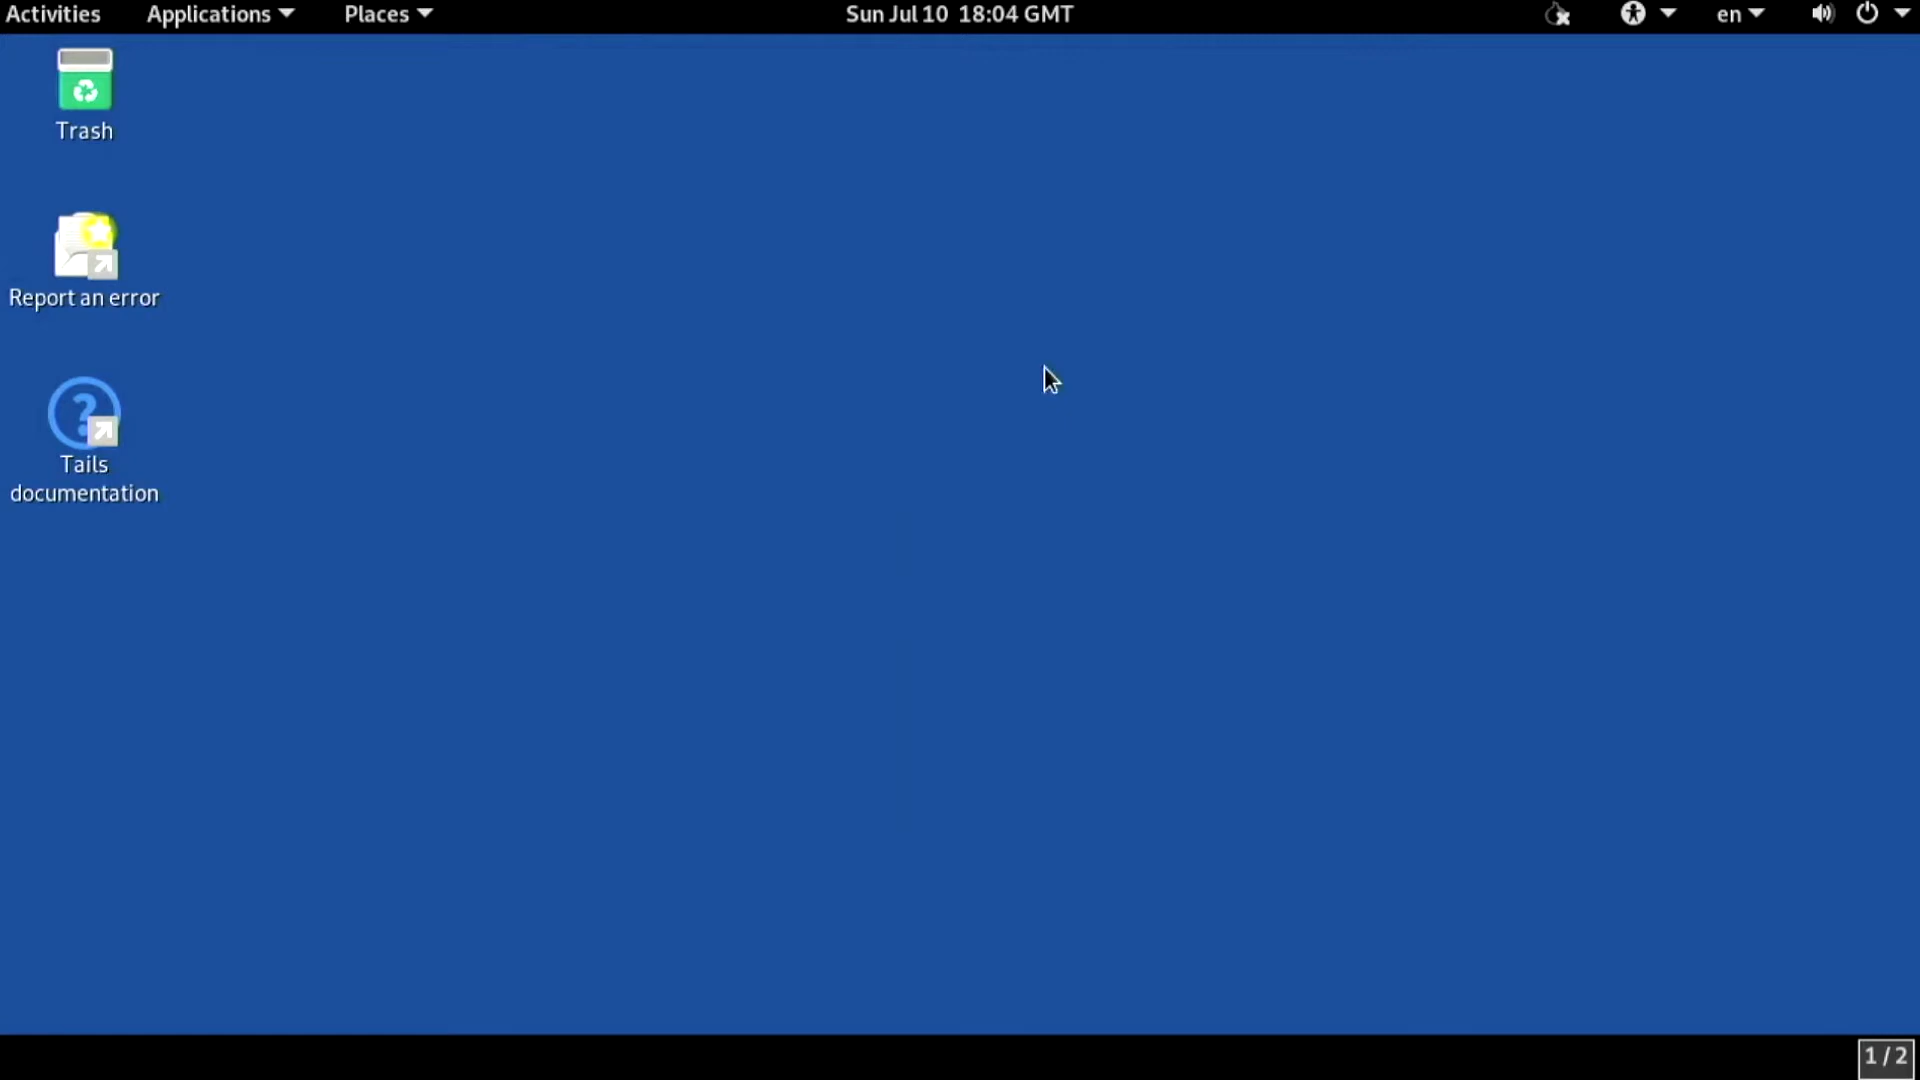 Activities Applications Places Sun Jul 10 18:04 GMT en
Trash
Report an error
Tails
documentation
1 / 2